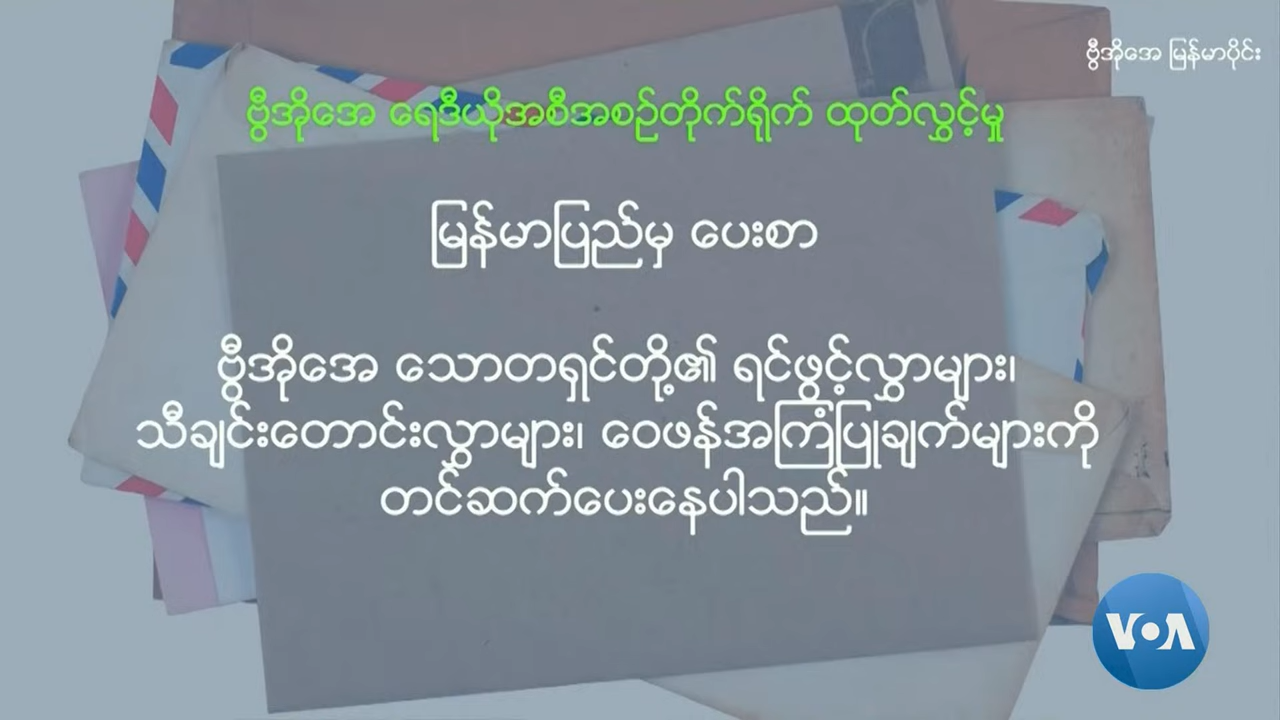 ဗွီအိုအေ မြန်မာပိုင်း
ဗွီအိုအေ ရေဒီယိုအစီအစဉ်တိုက်ရိုက် ထုတ်လွှင့်မှု
မြန်မာပြည်မှ ပေးစာ
ဗွီအိုအေ သောတရှင်တို့၏ ရင်ဖွင့်လွှာများ၊
သီချင်းတောင်းလွှာများ၊ ဝေဖန်အကြံပြုချက်များကို
တင်ဆက်ပေးနေပါသည်။
VOA